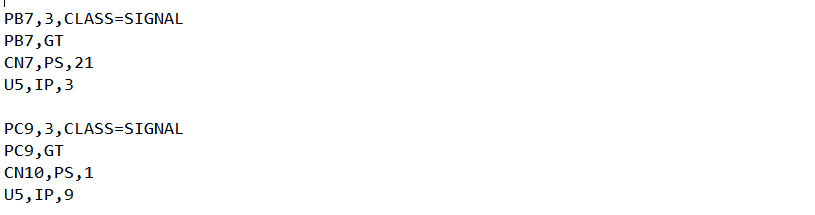 PB7,3,CLASS=SIGNAL
PB7,GT
CN7,PS,21
U5,IP,3

PC9,3,CLASS=SIGNAL
PC9,GT
CN10,PS,1
U5,IP,9